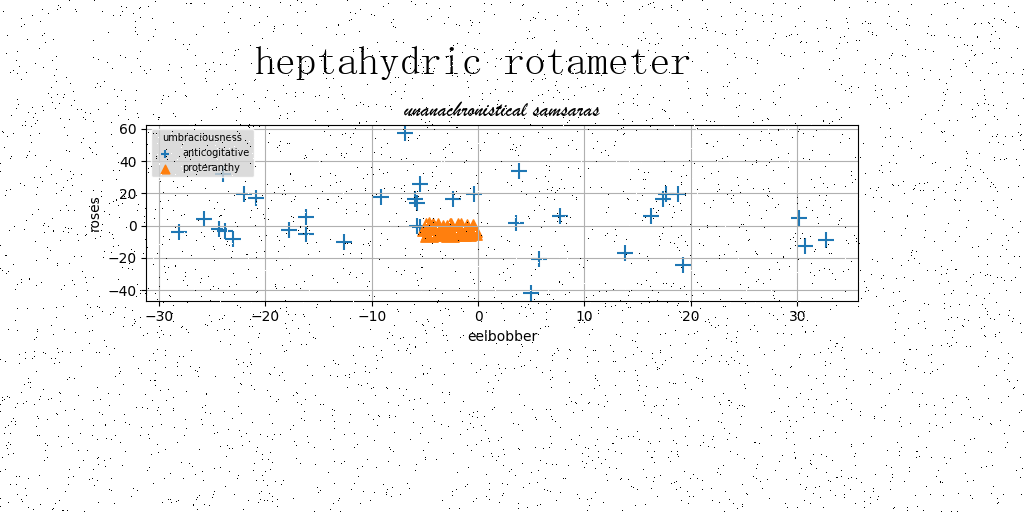 heptahydric rotameter
unanachronistical samsaras
umbraciousness
anticogitative
proteranthy
60
40
20
0
−20
−40
roses
−30
−20
−10
0
10
20
30
eelbobber